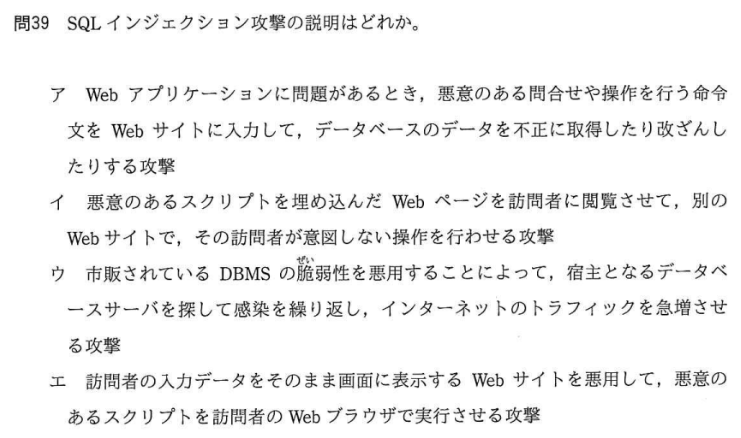 問39 SQL インジェクション攻撃の説明はどれか。
ア Web アプリケーションに問題があるとき，悪意のある問合せや操作を行う命令
文を Web サイトに入力して，データベースのデータを不正に取得したり改ざんし
たりする攻撃
イ 悪意のあるスクリプトを埋め込んだ Web ページを訪問者に閲覧させて，別の
Web サイトで，その訪問者が意図しない操作を行わせる攻撃
ぜい
ウ 市販されている DBMS の脆弱性を悪用することによって，宿主となるデータベ
ースサーバを探して感染を繰り返し，インターネットのトラフィックを急増させ
る攻撃
エ 訪問者の入力データをそのまま画面に表示する Web サイトを悪用して，悪意の
あるスクリプトを訪問者の Web ブラウザで実行させる攻撃